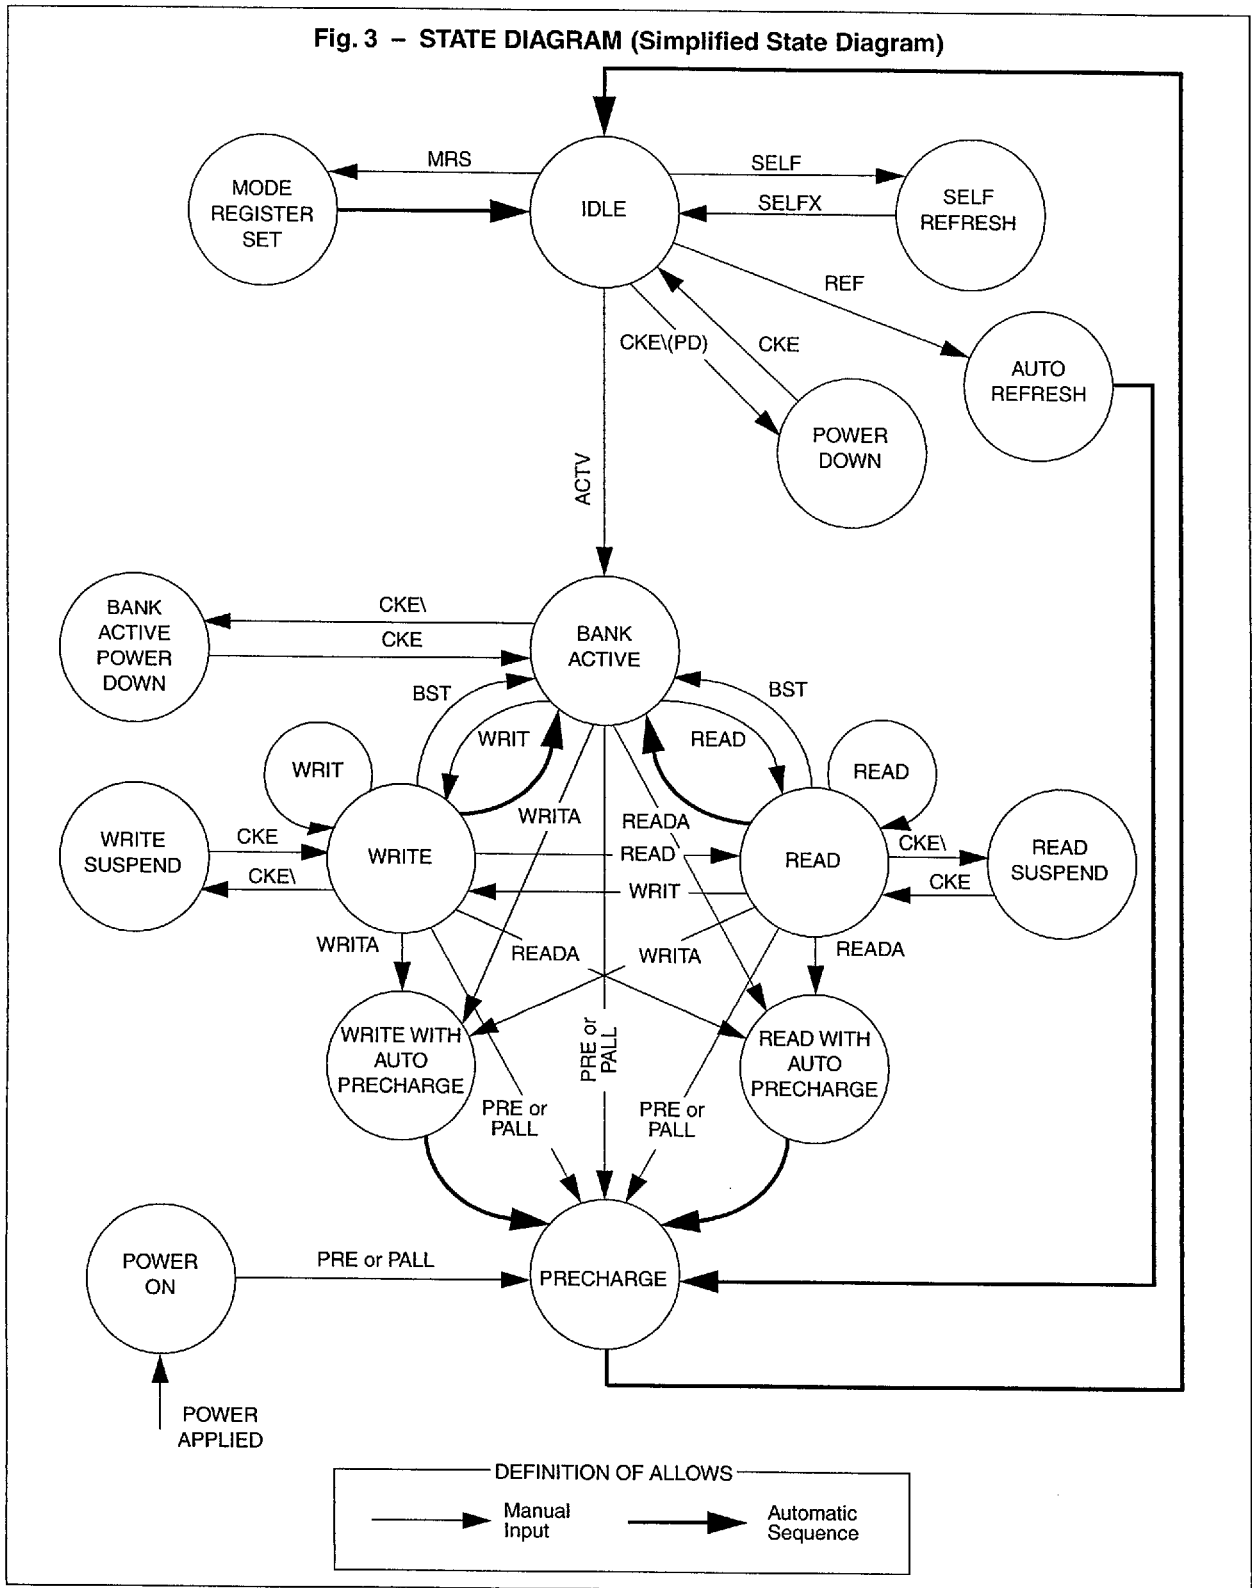 Fig. 3 – STATE DIAGRAM (Simplified State Diagram)
MRS
SELF
MODE
REGISTER
SET
IDLE
SELFX
SELF
REFRESH
REF
CKE\(PD)
CKE
AUTO
REFRESH
POWER
DOWN
ACTV
BANK
ACTIVE
POWER
DOWN
CKE\
CKE
BANK
ACTIVE
BST
BST
WRIT
READ
WRIT
READ
WRITA
READA
WRITE
SUSPEND
CKE
CKE\
WRITE
READ
WRIT
READ
CKE\
CKE
READ
SUSPEND
WRITA
READA
WRITA
READA
WRITE WITH
AUTO
PRECHARGE
PRE or
PALL
READ WITH
AUTO
PRECHARGE
PRE or
PALL
PRE or
PALL
POWER
ON
PRE or PALL
PRECHARGE
POWER
APPLIED
DEFINITION OF ALLOWS
Manual
Input
Automatic
Sequence